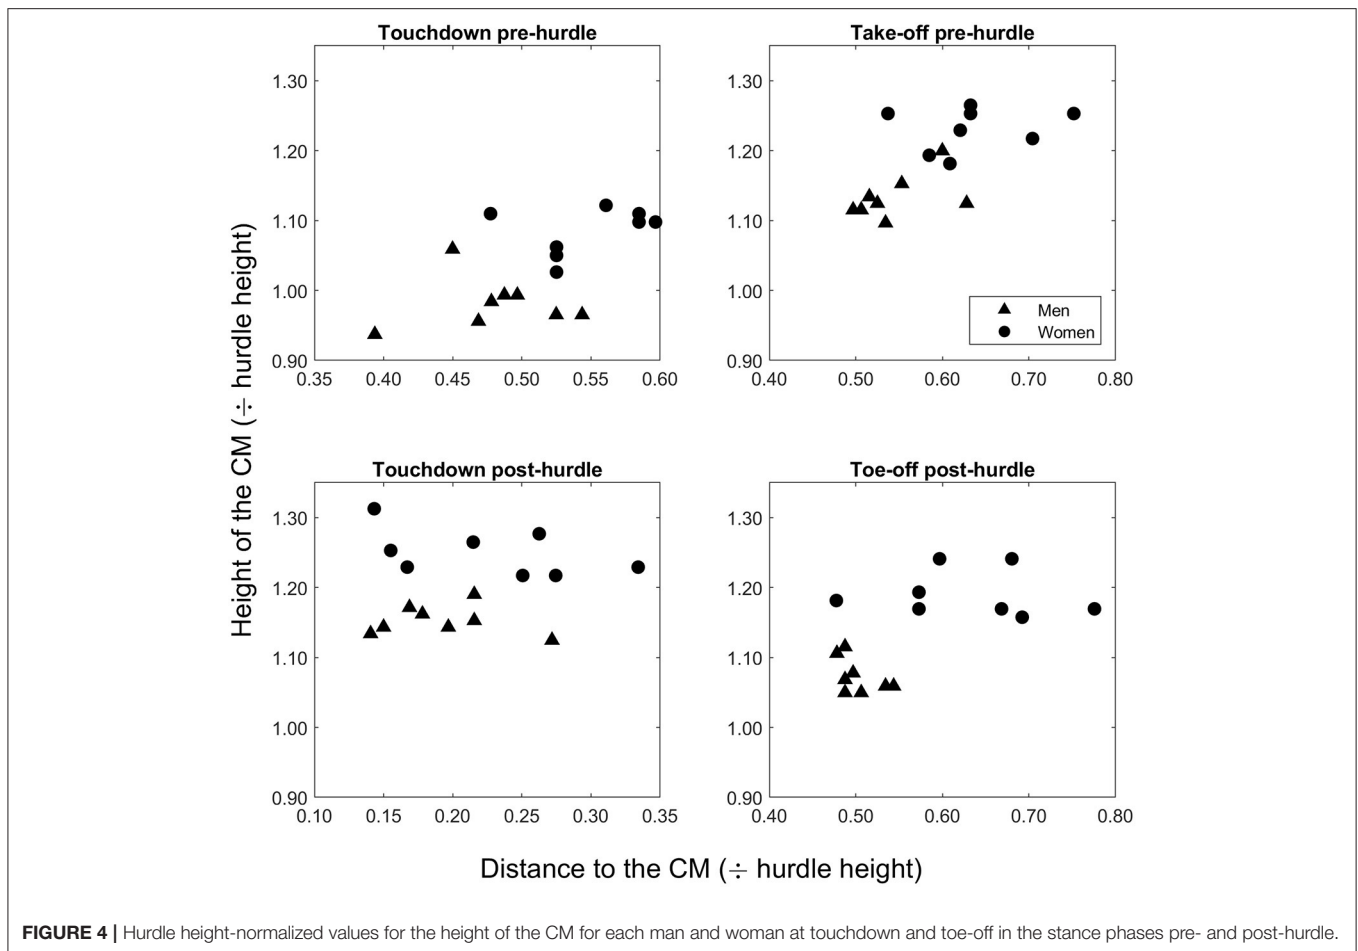 Touchdown pre-hurdle
1.30
1.20
1.10
1.00
0.90
0.35 0.40 0.45 0.50 0.55 0.60
Take-off pre-hurdle
1.30
1.20
1.10
1.00
0.90
0.40 0.50 0.60 0.70 0.80
Men
Women
Height of the CM (÷ hurdle height)
Touchdown post-hurdle
1.30
1.20
1.10
1.00
0.90
0.10 0.15 0.20 0.25 0.30 0.35
Toe-off post-hurdle
1.30
1.20
1.10
1.00
0.90
0.40 0.50 0.60 0.70 0.80
Distance to the CM (÷ hurdle height)
FIGURE 4 | Hurdle height-normalized values for the height of the CM for each man and woman at touchdown and toe-off in the stance phases pre- and post-hurdle.